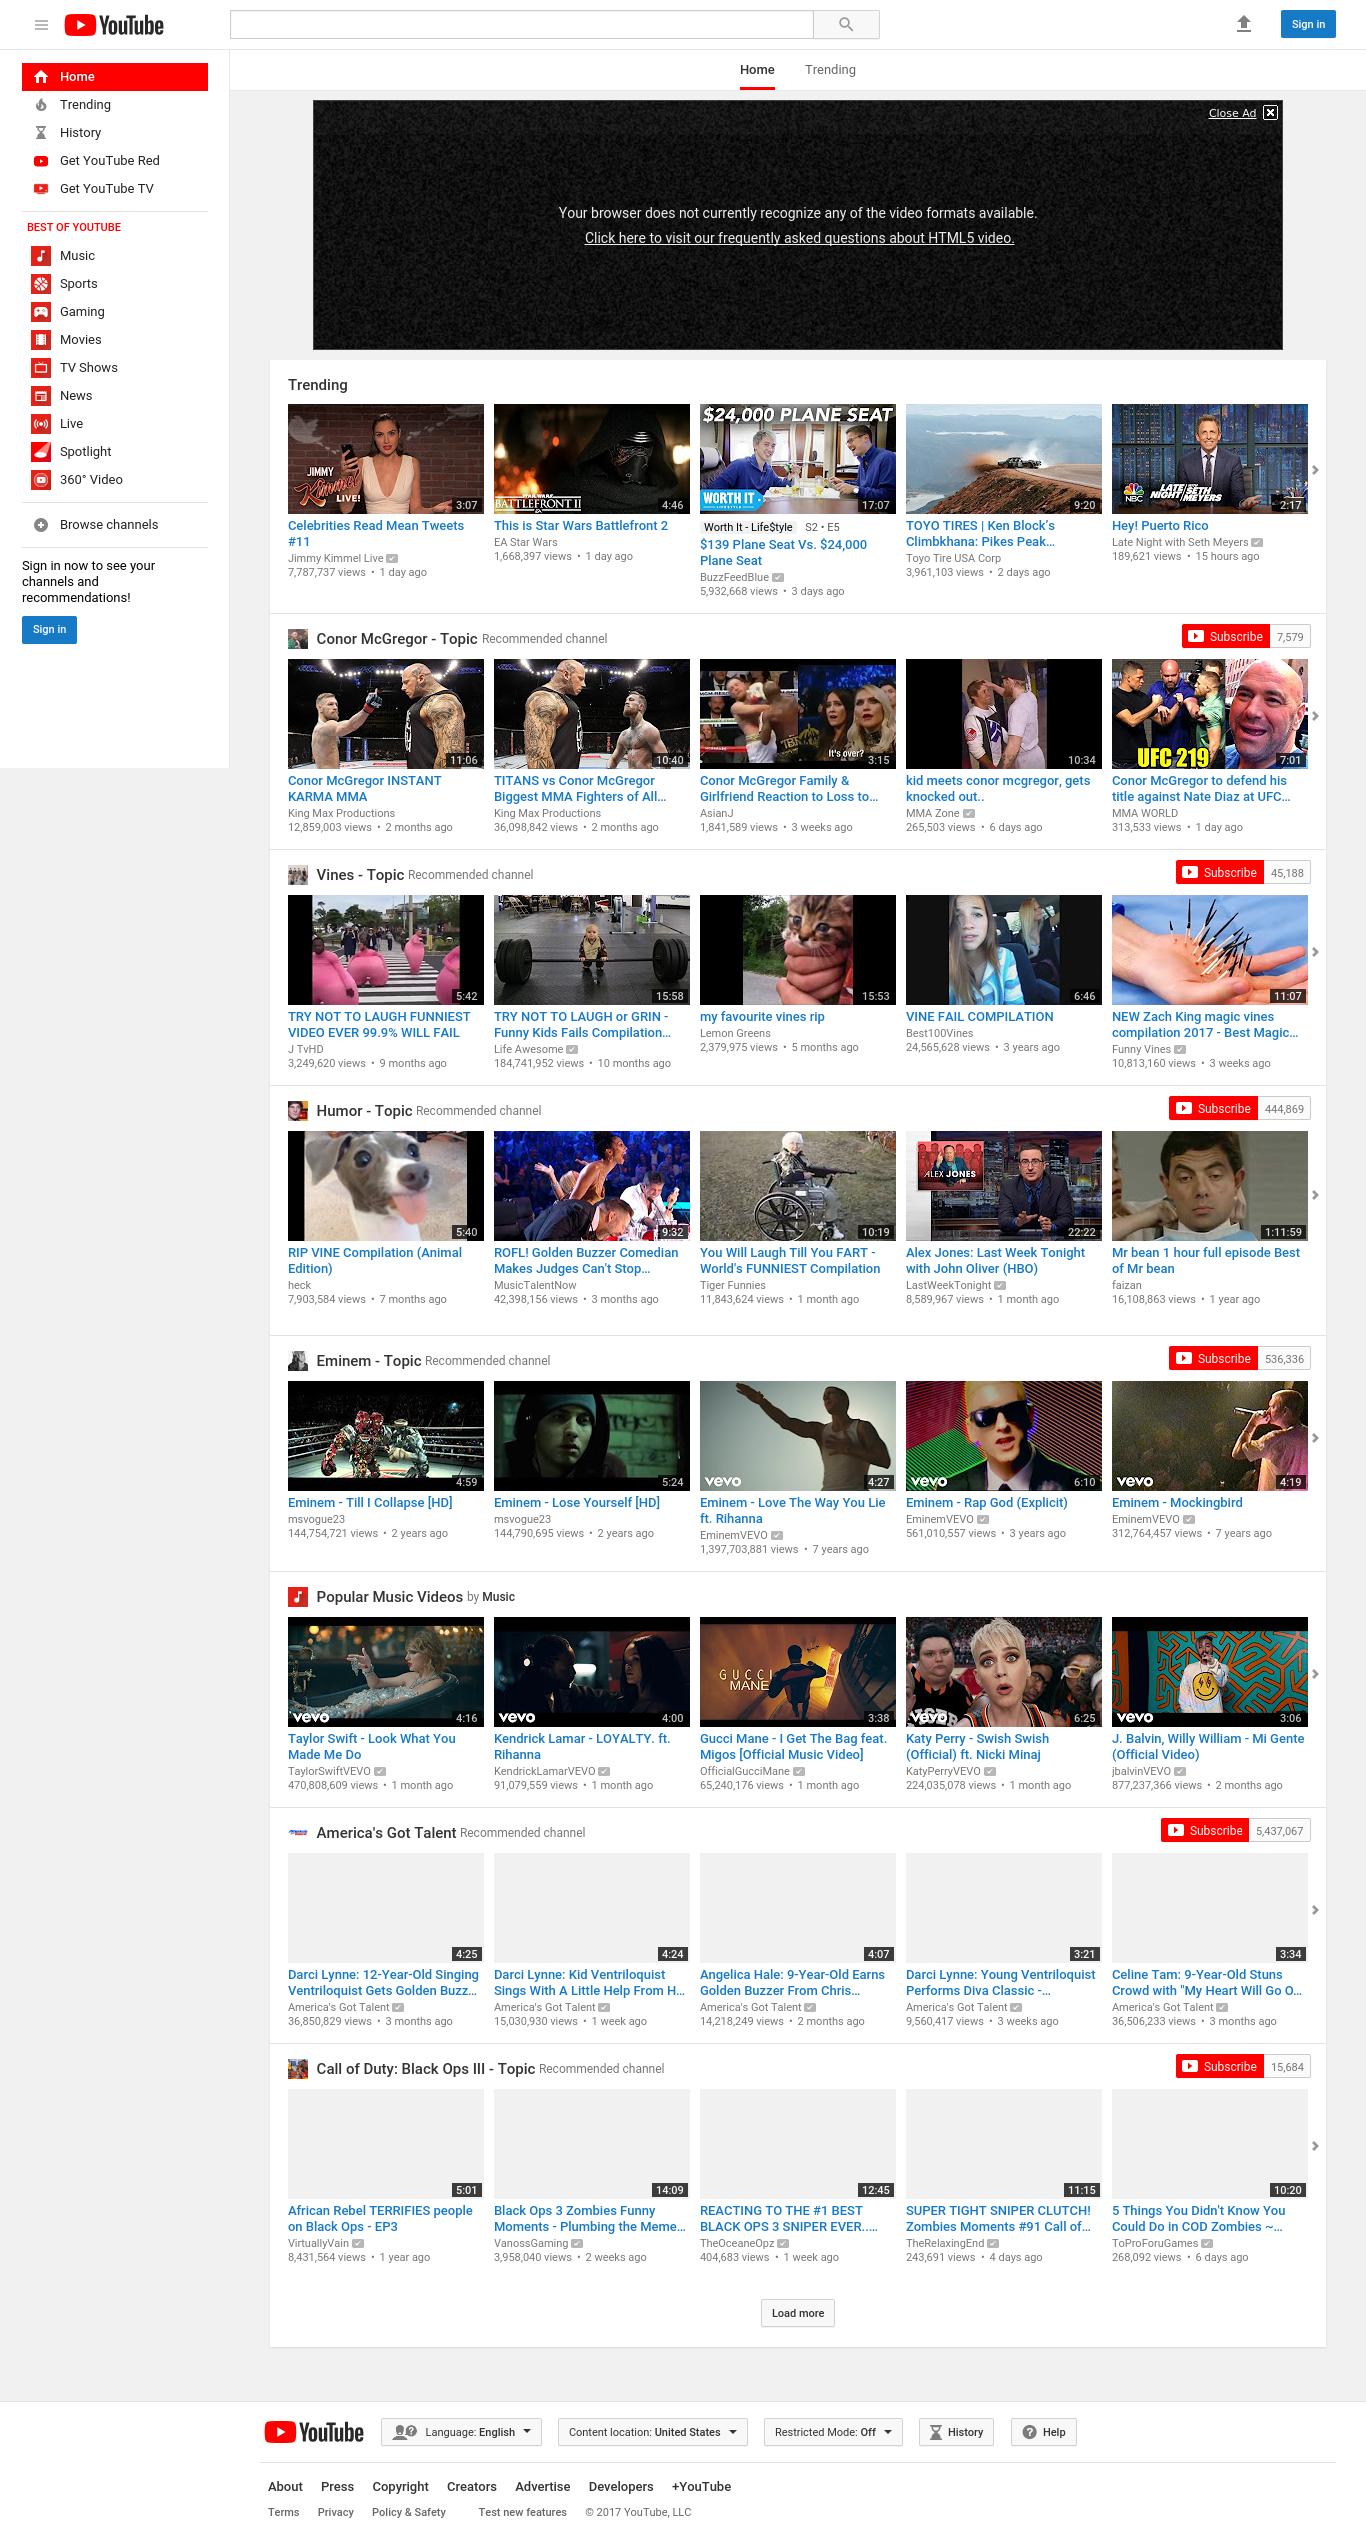 YouTube
Sign in
Home
Trending
Home
Trending
History
Get YouTube Red
Get YouTube TV
BEST OF YOUTUBE
Music
Sports
Gaming
Movies
TV Shows
News
Live
Spotlight
360° Video
Browse channels
Sign in now to see your
channels and
recommendations!
Sign in
Close Ad
Your browser does not currently recognize any of the video formats available.
Click here to visit our frequently asked questions about HTML5 video.
Trending
JIMMY
Kimmel
LIVE!
3:07
STAR WARS
BATTLEFRONT II
4:46
$24,000 PLANE SEAT
WORTH IT
LIFESTYLE
17:07
9:20
NBC
LATE NIGHT SETH MEYERS
2:17
Celebrities Read Mean Tweets
#11
Jimmy Kimmel Live
7,787,737 views • 1 day ago
This is Star Wars Battlefront 2
EA Star Wars
1,668,397 views • 1 day ago
Worth It - Life$tyle S2 • E5
$139 Plane Seat Vs. $24,000
Plane Seat
BuzzFeedBlue
5,932,668 views • 3 days ago
TOYO TIRES | Ken Block's
Climbkhana: Pikes Peak…
Toyo Tire USA Corp
3,961,103 views • 2 days ago
Hey! Puerto Rico
Late Night with Seth Meyers
189,621 views • 15 hours ago
Conor McGregor - Topic Recommended channel
Subscribe 7,579
11:06
10:40
It's over?
3:15
10:34
UFC 219
7:01
Conor McGregor INSTANT
KARMA MMA
King Max Productions
12,859,003 views • 2 months ago
TITANS vs Conor McGregor
Biggest MMA Fighters of All…
King Max Productions
36,098,842 views • 2 months ago
Conor McGregor Family &
Girlfriend Reaction to Loss to…
AsianJ
1,841,589 views • 3 weeks ago
kid meets conor mcgregor, gets
knocked out..
MMA Zone
265,503 views • 6 days ago
Conor McGregor to defend his
title against Nate Diaz at UFC…
MMA WORLD
313,533 views • 1 day ago
Vines - Topic Recommended channel
Subscribe 45,188
5:42
15:58
15:53
6:46
11:07
TRY NOT TO LAUGH FUNNIEST
VIDEO EVER 99.9% WILL FAIL
J TvHD
3,249,620 views • 9 months ago
TRY NOT TO LAUGH or GRIN -
Funny Kids Fails Compilation…
Life Awesome
184,741,952 views • 10 months ago
my favourite vines rip
Lemon Greens
2,379,975 views • 5 months ago
VINE FAIL COMPILATION
Best100Vines
24,565,628 views • 3 years ago
NEW Zach King magic vines
compilation 2017 - Best Magic…
Funny Vines
10,813,160 views • 3 weeks ago
Humor - Topic Recommended channel
Subscribe 444,869
5:40
9:32
10:19
ALEX JONES
22:22
1:11:59
RIP VINE Compilation (Animal
Edition)
heck
7,903,584 views • 7 months ago
ROFL! Golden Buzzer Comedian
Makes Judges Can't Stop…
MusicTalentNow
42,398,156 views • 3 months ago
You Will Laugh Till You FART -
World's FUNNIEST Compilation
Tiger Funnies
11,843,624 views • 1 month ago
Alex Jones: Last Week Tonight
with John Oliver (HBO)
LastWeekTonight
8,589,967 views • 1 month ago
Mr bean 1 hour full episode Best
of Mr bean
faizan
16,108,863 views • 1 year ago
Eminem - Topic Recommended channel
Subscribe 536,336
4:59
5:24
vevo 4:27
vevo 6:10
vevo 4:19
Eminem - Till I Collapse [HD]
msvogue23
144,754,721 views • 2 years ago
Eminem - Lose Yourself [HD]
msvogue23
144,790,695 views • 2 years ago
Eminem - Love The Way You Lie
ft. Rihanna
EminemVEVO
1,397,703,881 views • 7 years ago
Eminem - Rap God (Explicit)
EminemVEVO
561,010,557 views • 3 years ago
Eminem - Mockingbird
EminemVEVO
312,764,457 views • 7 years ago
Popular Music Videos by Music
vevo 4:16
vevo 4:00
GUCCI
MANE
3:38
vevo 6:25
vevo 3:06
Taylor Swift - Look What You
Made Me Do
TaylorSwiftVEVO
470,808,609 views • 1 month ago
Kendrick Lamar - LOYALTY. ft.
Rihanna
KendrickLamarVEVO
91,079,559 views • 1 month ago
Gucci Mane - I Get The Bag feat.
Migos [Official Music Video]
OfficialGucciMane
65,240,176 views • 1 month ago
Katy Perry - Swish Swish
(Official) ft. Nicki Minaj
KatyPerryVEVO
224,035,078 views • 1 month ago
J. Balvin, Willy William - Mi Gente
(Official Video)
jbalvinVEVO
877,237,366 views • 2 months ago
America's Got Talent Recommended channel
Subscribe 5,437,067
4:25
4:24
4:07
3:21
3:34
Darci Lynne: 12-Year-Old Singing
Ventriloquist Gets Golden Buzz…
America's Got Talent
36,850,829 views • 3 months ago
Darci Lynne: Kid Ventriloquist
Sings With A Little Help From H…
America's Got Talent
15,030,930 views • 1 week ago
Angelica Hale: 9-Year-Old Earns
Golden Buzzer From Chris…
America's Got Talent
14,218,249 views • 2 months ago
Darci Lynne: Young Ventriloquist
Performs Diva Classic -…
America's Got Talent
9,560,417 views • 3 weeks ago
Celine Tam: 9-Year-Old Stuns
Crowd with "My Heart Will Go O…
America's Got Talent
36,506,233 views • 3 months ago
Call of Duty: Black Ops III - Topic Recommended channel
Subscribe 15,684
5:01
14:09
12:45
11:15
10:20
African Rebel TERRIFIES people
on Black Ops - EP3
VirtuallyVain
8,431,564 views • 1 year ago
Black Ops 3 Zombies Funny
Moments - Plumbing the Meme…
VanossGaming
3,958,040 views • 2 weeks ago
REACTING TO THE #1 BEST
BLACK OPS 3 SNIPER EVER..…
TheOceaneOpz
404,683 views • 1 week ago
SUPER TIGHT SNIPER CLUTCH!
Zombies Moments #91 Call of…
TheRelaxingEnd
243,691 views • 4 days ago
5 Things You Didn't Know You
Could Do in COD Zombies ~…
ToProForuGames
268,092 views • 6 days ago
Load more
YouTube
Language: English
Content location: United States
Restricted Mode: Off
History
Help
About Press Copyright Creators Advertise Developers +YouTube
Terms Privacy Policy & Safety Test new features © 2017 YouTube, LLC